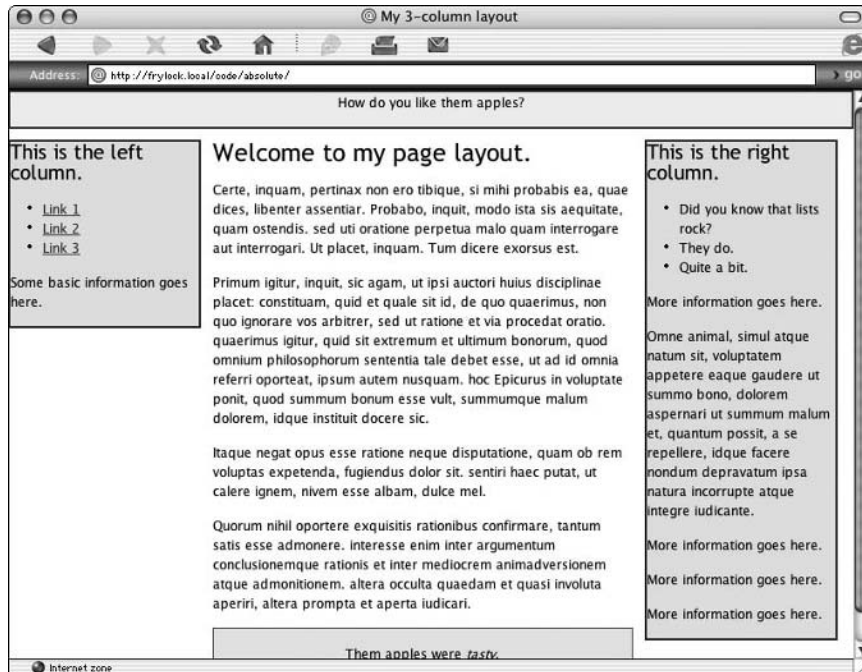 My 3-column layout
Address: http://frylock.local/code/absolute/ go
How do you like them apples?
This is the left
column.
• Link 1
• Link 2
• Link 3
Some basic information goes
here.
Welcome to my page layout.
Certe, inquam, pertinax non ero tibique, si mihi probabis ea, quae
dices, libenter assentiar. Probabo, inquit, modo ista sis aequitate,
quam ostendis. sed uti oratione perpetua malo quam interrogare
aut interrogari. Ut placet, inquam. Tum dicere exorsus est.
Primum igitur, inquit, sic agam, ut ipsi auctori huius disciplinae
placet: constituam, quid et quale sit id, de quo quaerimus, non
quo ignorare vos arbitrer, sed ut ratione et via procedat oratio.
quaerimus igitur, quid sit extremum et ultimum bonorum, quod
omnium philosophorum sententia tale debet esse, ut ad id omnia
referri oporteat, ipsum autem nusquam. hoc Epicurus in voluptate
ponit, quod summum bonum esse vult, summumque malum
dolorem, idque instituit docere sic.
Itaque negat opus esse ratione neque disputatione, quam ob rem
voluptas expetenda, fugiendus dolor sit. sentiri haec putat, ut
calere ignem, nivem esse albam, dulce mel.
Quorum nihil oportere exquisitis rationibus confirmare, tantum
satis esse admonere. interesse enim inter argumentum
conclusionemque rationis et inter mediocrem animadversionem
atque admonitionem. altera occulta quaedam et quasi involuta
aperiri, altera prompta et aperta iudicari.
Them apples were tasty.
This is the right
column.
• Did you know that lists
rock?
• They do.
• Quite a bit.
More information goes here.
Omne animal, simul atque
natum sit, voluptatem
appetere eaque gaudere ut
summo bono, dolorem
aspernari ut summum malum
et, quantum possit, a se
repellere, idque facere
nondum depravatum ipsa
natura incorrupte atque
integre iudicante.
More information goes here.
More information goes here.
More information goes here.
Internet zone